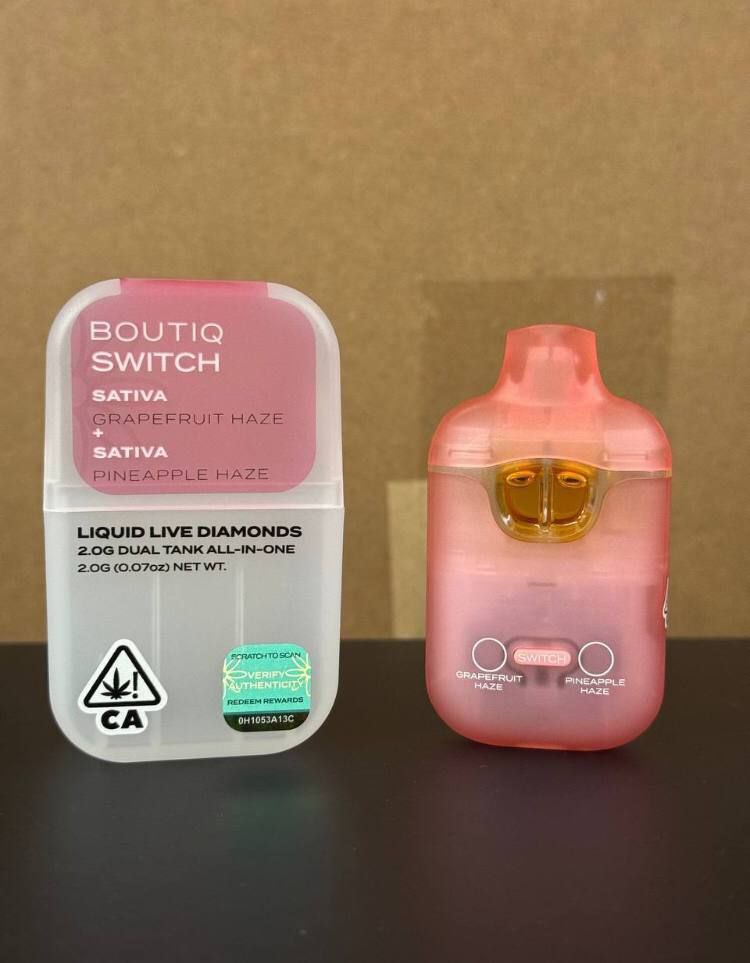 BOUTIQ
SWITCH
SATIVA
GRAPEFRUIT HAZE
+
SATIVA
PINEAPPLE HAZE
LIQUID LIVE DIAMONDS
2.0G DUAL TANK ALL-IN-ONE
2.0G (0.07oz) NET WT.
!
CA
SCRATCH TO SCAN
VERIFY
AUTHENTICITY
REDEEM REWARDS
0H1053A13C
SWITCH
GRAPEFRUIT
HAZE
PINEAPPLE
HAZE